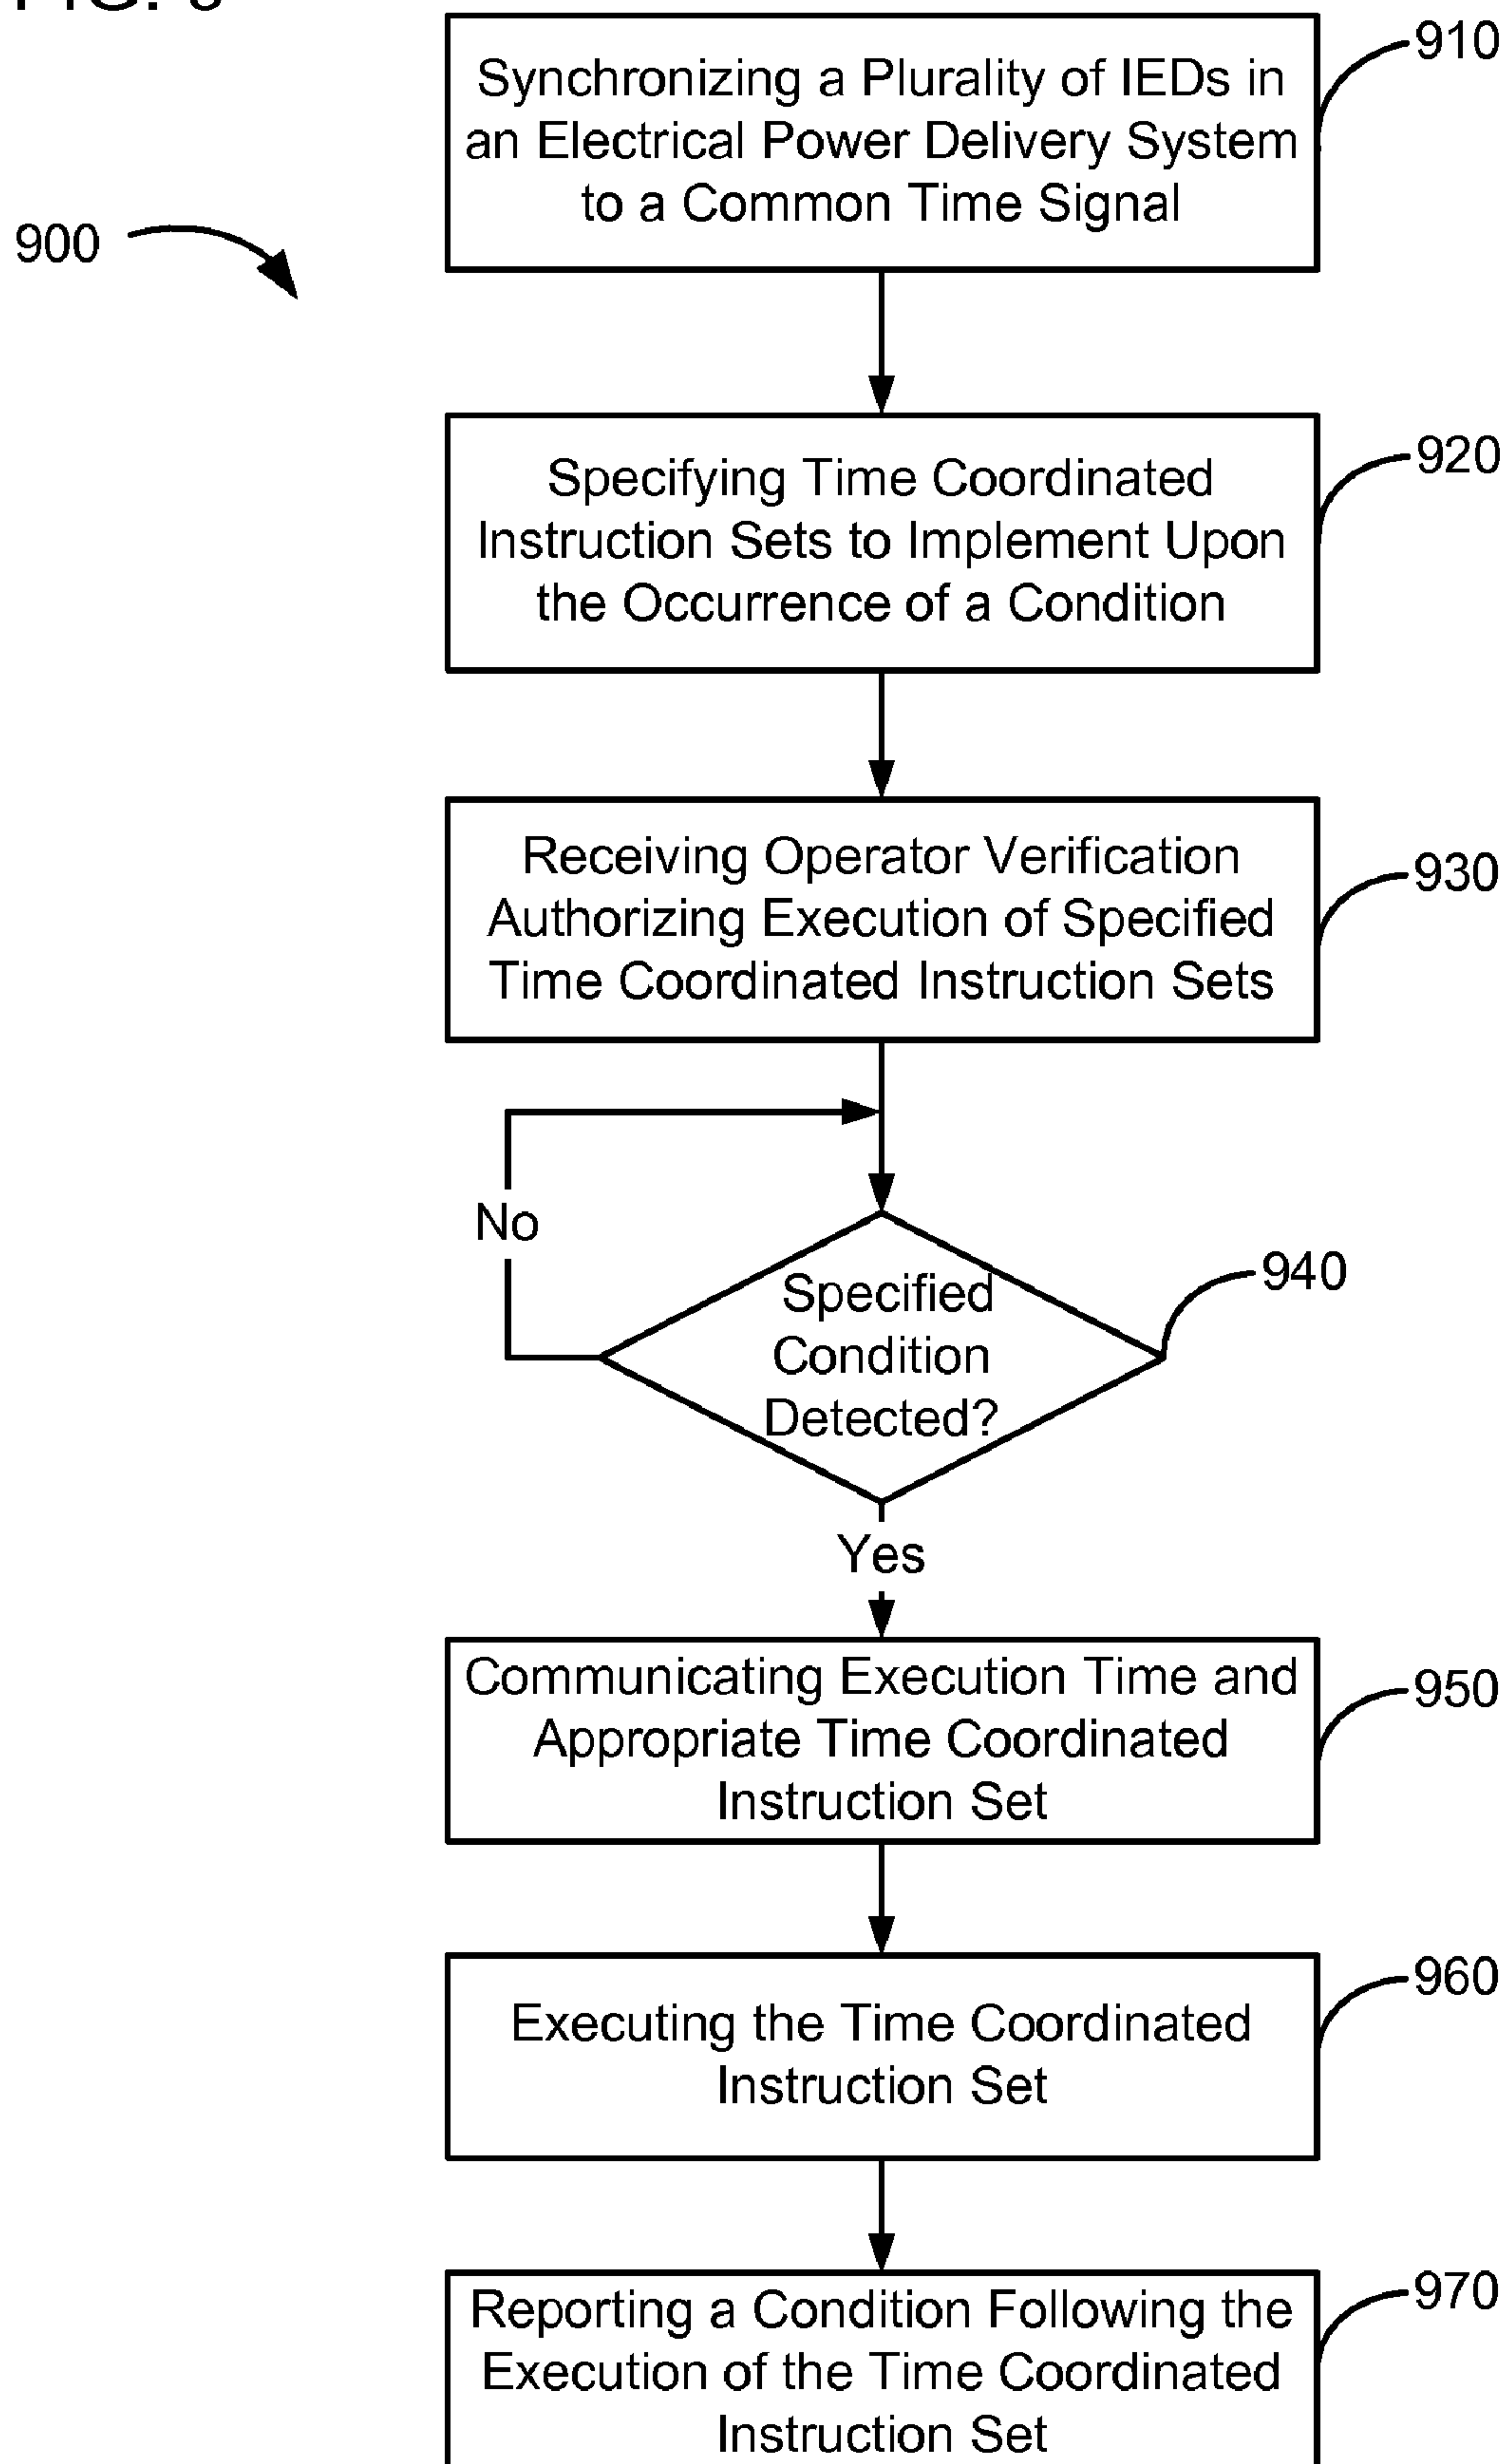 FIG.
910
Synchronizing a Plurality of IEDs in
an Electrical Power Delivery System
to a Common Time Signal
900
920
Specifying Time Coordinated
Instruction Sets to Implement Upon
the Occurrence of a Condition
930
Receiving Operator Verification
Authorizing Execution of Specified
Time Coordinated Instruction Sets
No
940
Specified
Condition
Detected?
Yes
950
Communicating Execution Time and
Appropriate Time Coordinated
Instruction Set
960
Executing the Time Coordinated
Instruction Set
970
Reporting a Condition Following the
Execution of the Time Coordinated
Instruction Set